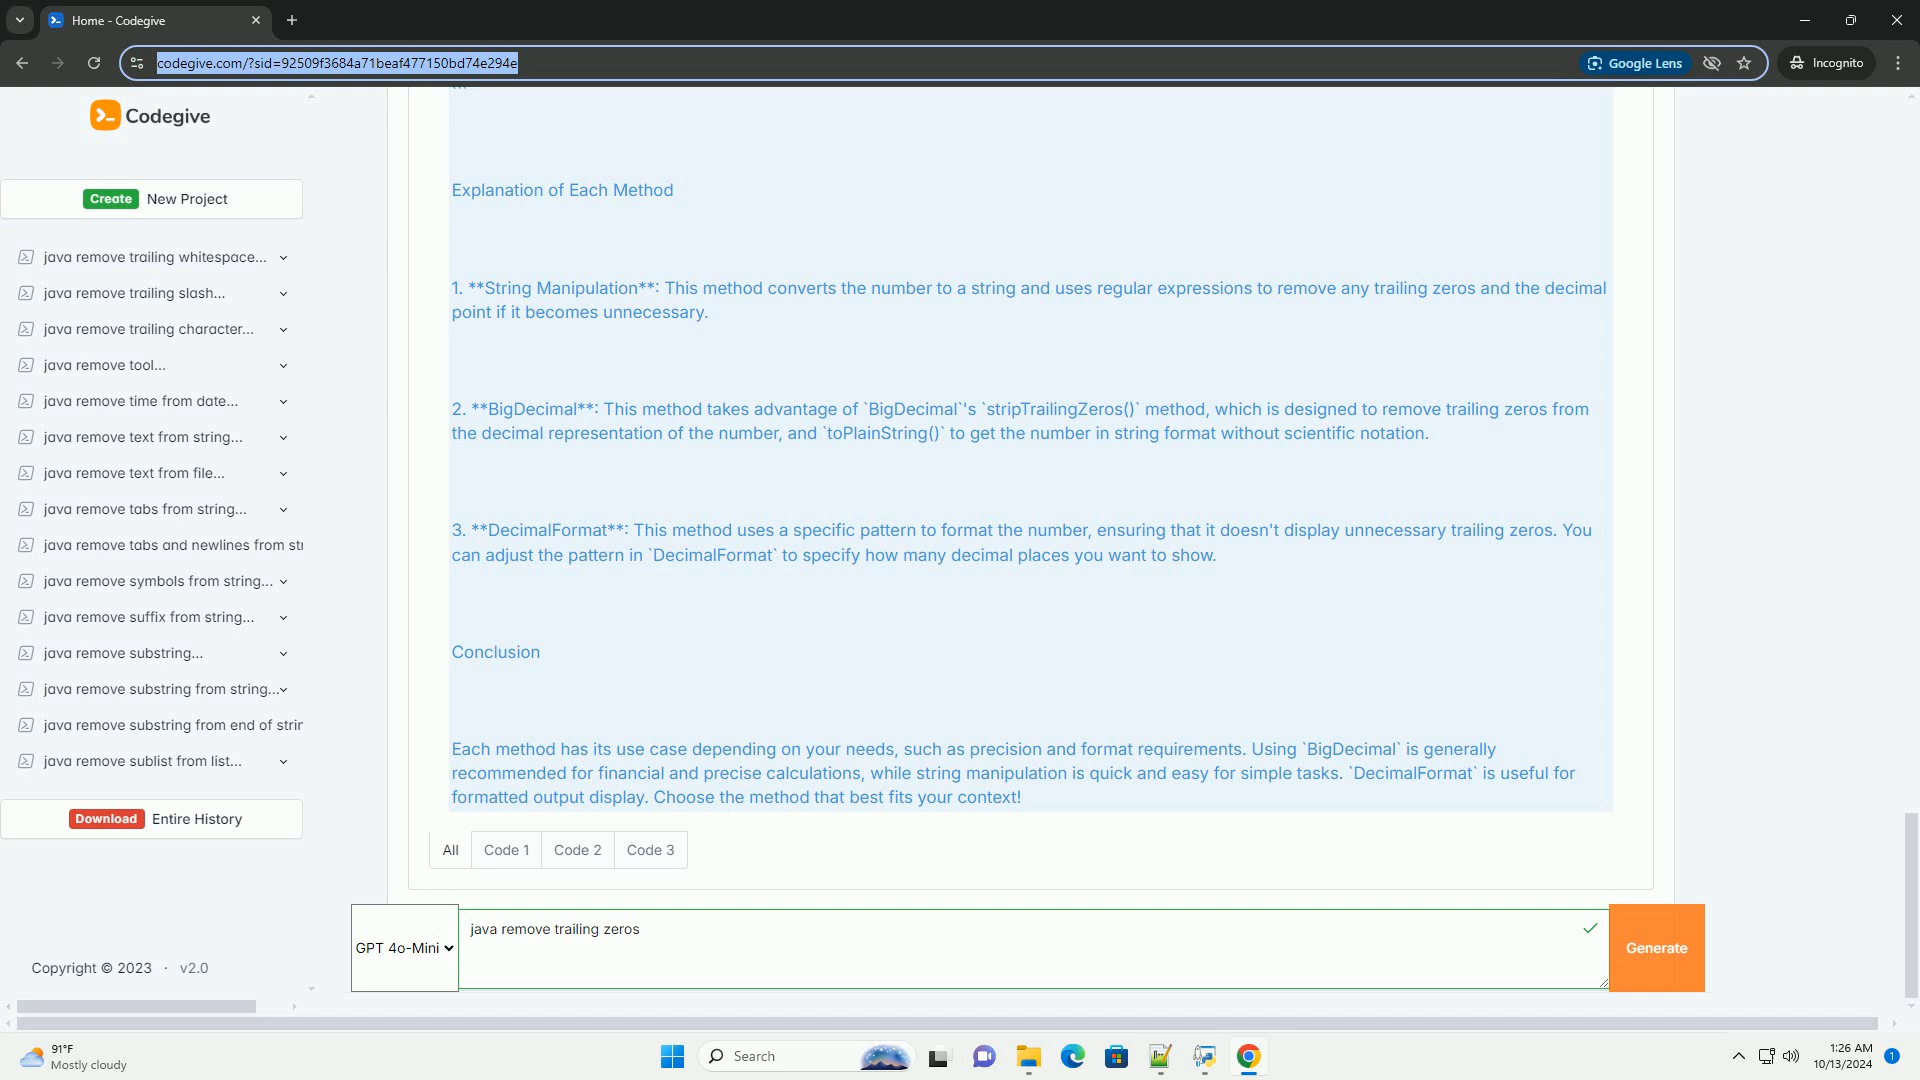 Home - Codegive
codegive.com/?sid=92509f3684a71beaf477150bd74e294e
Google Lens
Incognito
Codegive
Create New Project
java remove trailing whitespace...
java remove trailing slash...
java remove trailing character...
java remove tool...
java remove time from date...
java remove text from string...
java remove text from file...
java remove tabs from string...
java remove tabs and newlines from str
java remove symbols from string...
java remove suffix from string...
java remove substring...
java remove substring from string...
java remove substring from end of strin
java remove sublist from list...
Download Entire History
Copyright © 2023 · v2.0
```
Explanation of Each Method
1. **String Manipulation**: This method converts the number to a string and uses regular expressions to remove any trailing zeros and the decimal
point if it becomes unnecessary.
2. **BigDecimal**: This method takes advantage of `BigDecimal`'s `stripTrailingZeros()` method, which is designed to remove trailing zeros from
the decimal representation of the number, and `toPlainString()` to get the number in string format without scientific notation.
3. **DecimalFormat**: This method uses a specific pattern to format the number, ensuring that it doesn't display unnecessary trailing zeros. You
can adjust the pattern in `DecimalFormat` to specify how many decimal places you want to show.
Conclusion
Each method has its use case depending on your needs, such as precision and format requirements. Using `BigDecimal` is generally
recommended for financial and precise calculations, while string manipulation is quick and easy for simple tasks. `DecimalFormat` is useful for
formatted output display. Choose the method that best fits your context!
All Code 1 Code 2 Code 3
GPT 4o-Mini
java remove trailing zeros
Generate
91°F
Mostly cloudy
Search
1:26 AM
10/13/2024
1